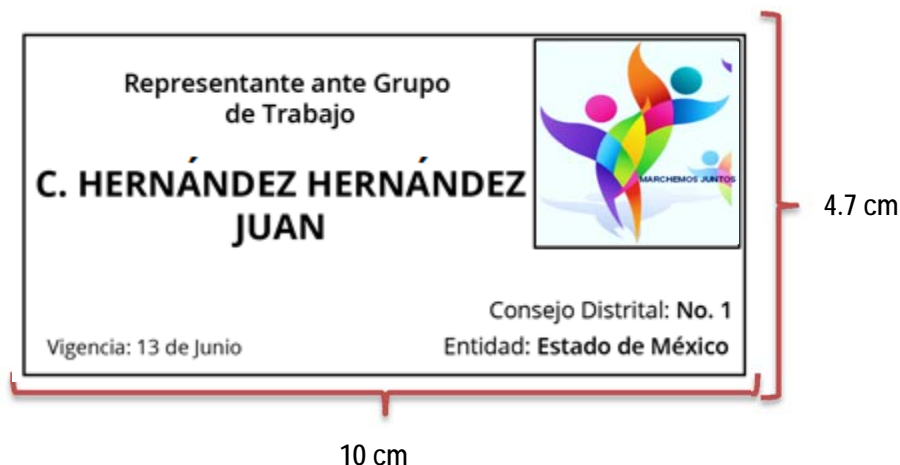 Representante ante Grupo
de Trabajo
C. HERNÁNDEZ HERNÁNDEZ
JUAN
MARCHEMOS JUNTOS
Consejo Distrital: No. 1
Vigencia: 13 de Junio
Entidad: Estado de México
4.7 cm
10 cm